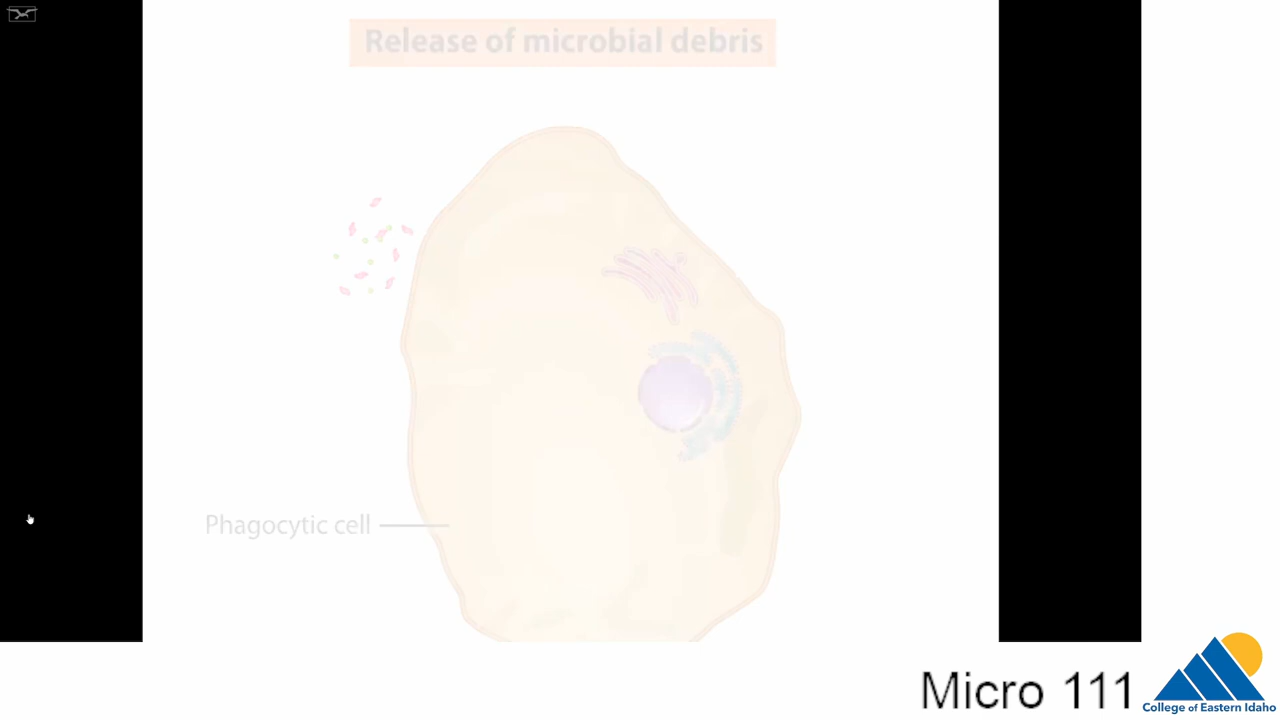 Release of microbial debris
Phagocytic cell
Micro 111
College of Eastern Idaho